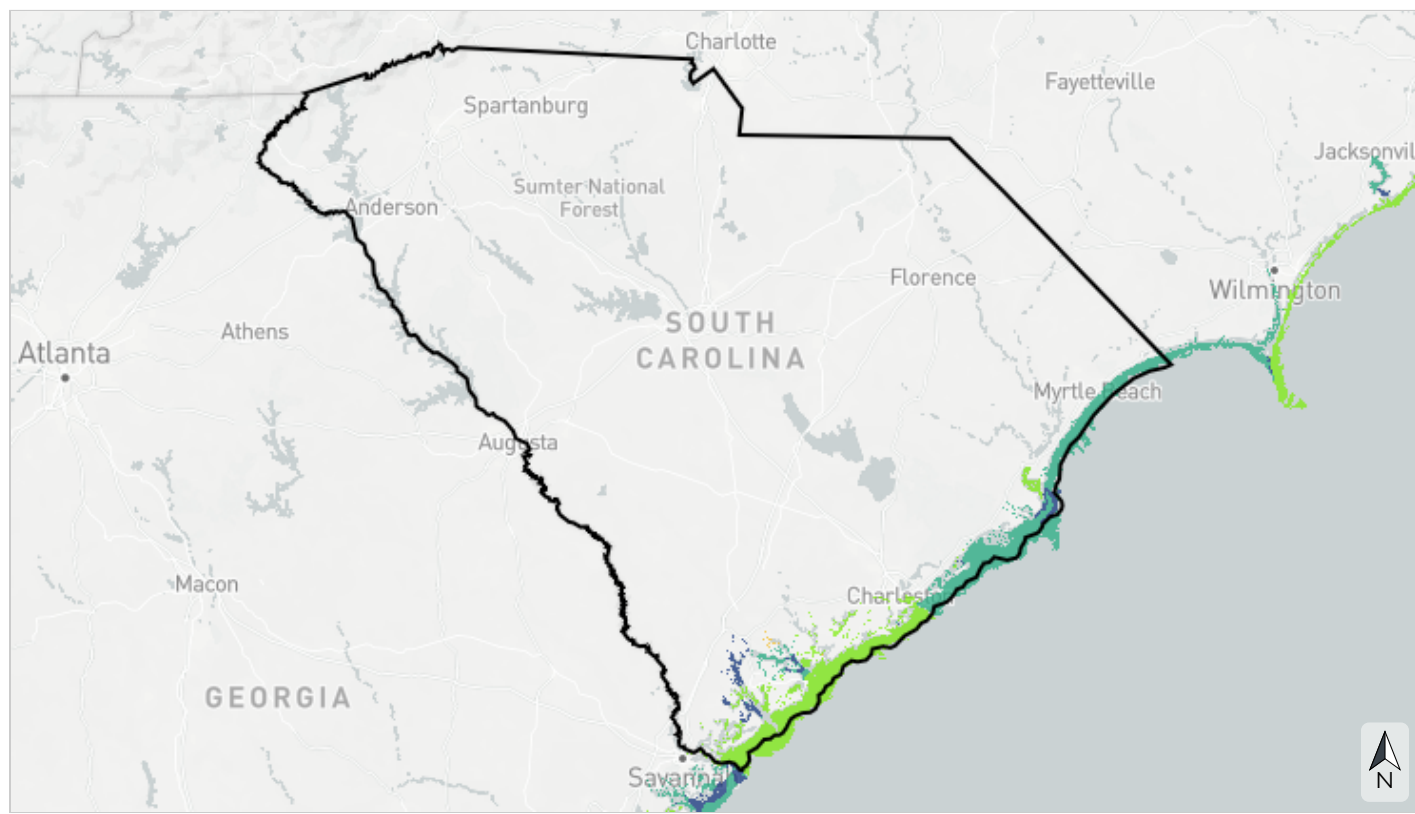 Charlotte
Fayetteville
Spartanburg
Jacksonvil
Sumter National
Forest
Anderson
Florence
Wilmington
SOUTH
CAROLINA
Athens
Atlanta
Myrtle Beach
Augusta
Macon
Charleston
GEORGIA
Savannah
N